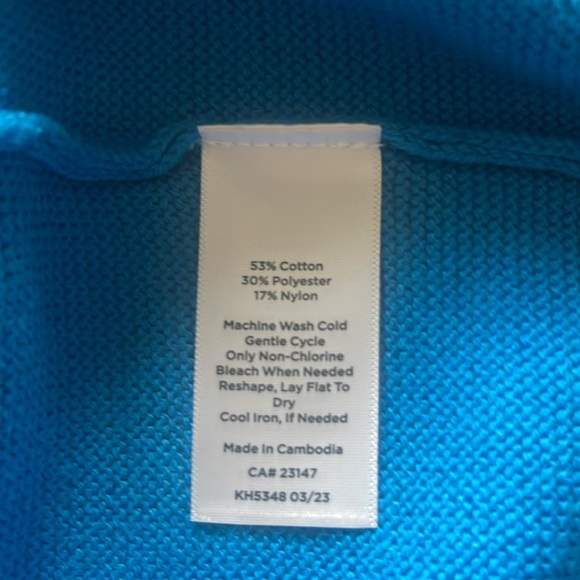 53% Cotton
30% Polyester
17% Nylon
Machine Wash Cold
Gentle Cycle
Only Non-Chlorine
Bleach When Needed
Reshape, Lay Flat To
Dry
Cool Iron, If Needed
Made In Cambodia
CA# 23147
KH5348 03/23